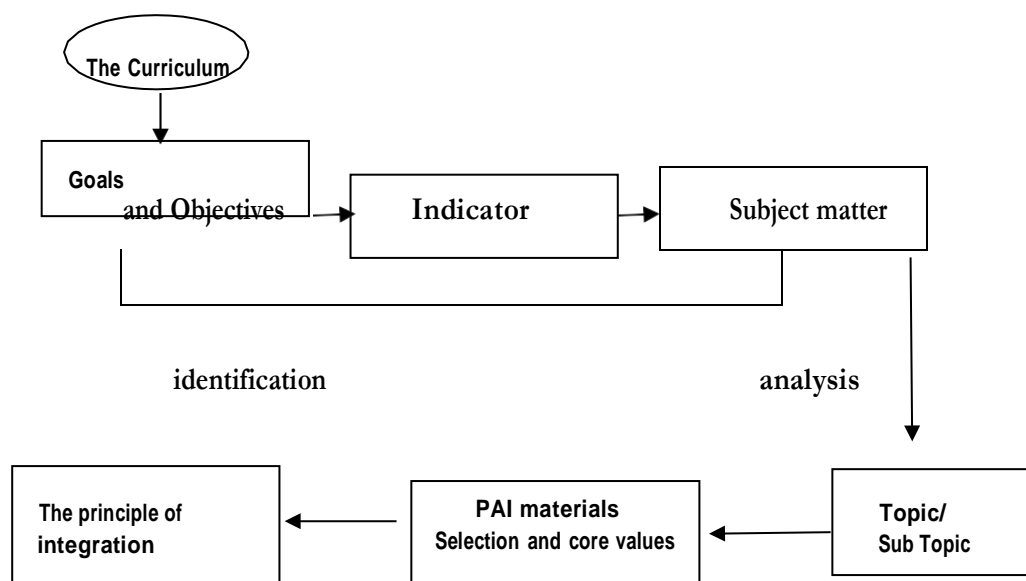 The Curriculum
Goals
and Objectives
Indicator
Subject matter
identification
analysis
The principle of
integration
PAI materials
Selection and core values
Topic/
Sub Topic